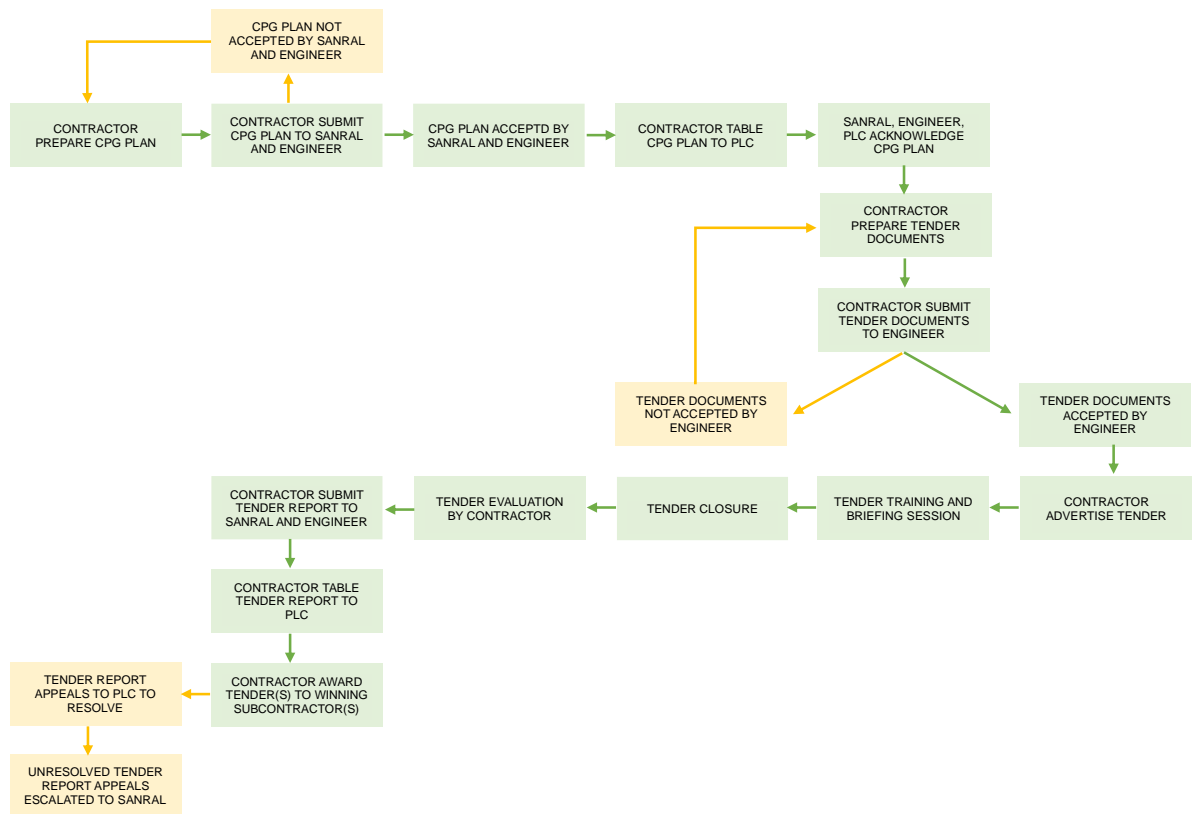 CPG PLAN NOT
ACCEPTED BY SANRAL
AND ENGINEER
CONTRACTOR
PREPARE CPG PLAN
CONTRACTOR SUBMIT
CPG PLAN TO SANRAL
AND ENGINEER
CPG PLAN ACCEPTD BY
SANRAL AND ENGINEER
CONTRACTOR TABLE
CPG PLAN TO PLC
SANRAL, ENGINEER,
PLC ACKNOWLEDGE
CPG PLAN
CONTRACTOR
PREPARE TENDER
DOCUMENTS
CONTRACTOR SUBMIT
TENDER DOCUMENTS
TO ENGINEER
TENDER DOCUMENTS
NOT ACCEPTED BY
ENGINEER
TENDER DOCUMENTS
ACCEPTED BY
ENGINEER
CONTRACTOR
ADVERTISE TENDER
TENDER TRAINING AND
BRIEFING SESSION
TENDER CLOSURE
TENDER EVALUATION
BY CONTRACTOR
CONTRACTOR SUBMIT
TENDER REPORT TO
SANRAL AND ENGINEER
CONTRACTOR TABLE
TENDER REPORT TO
PLC
CONTRACTOR AWARD
TENDER(S) TO WINNING
SUBCONTRACTOR(S)
TENDER REPORT
APPEALS TO PLC TO
RESOLVE
UNRESOLVED TENDER
REPORT APPEALS
ESCALATED TO SANRAL